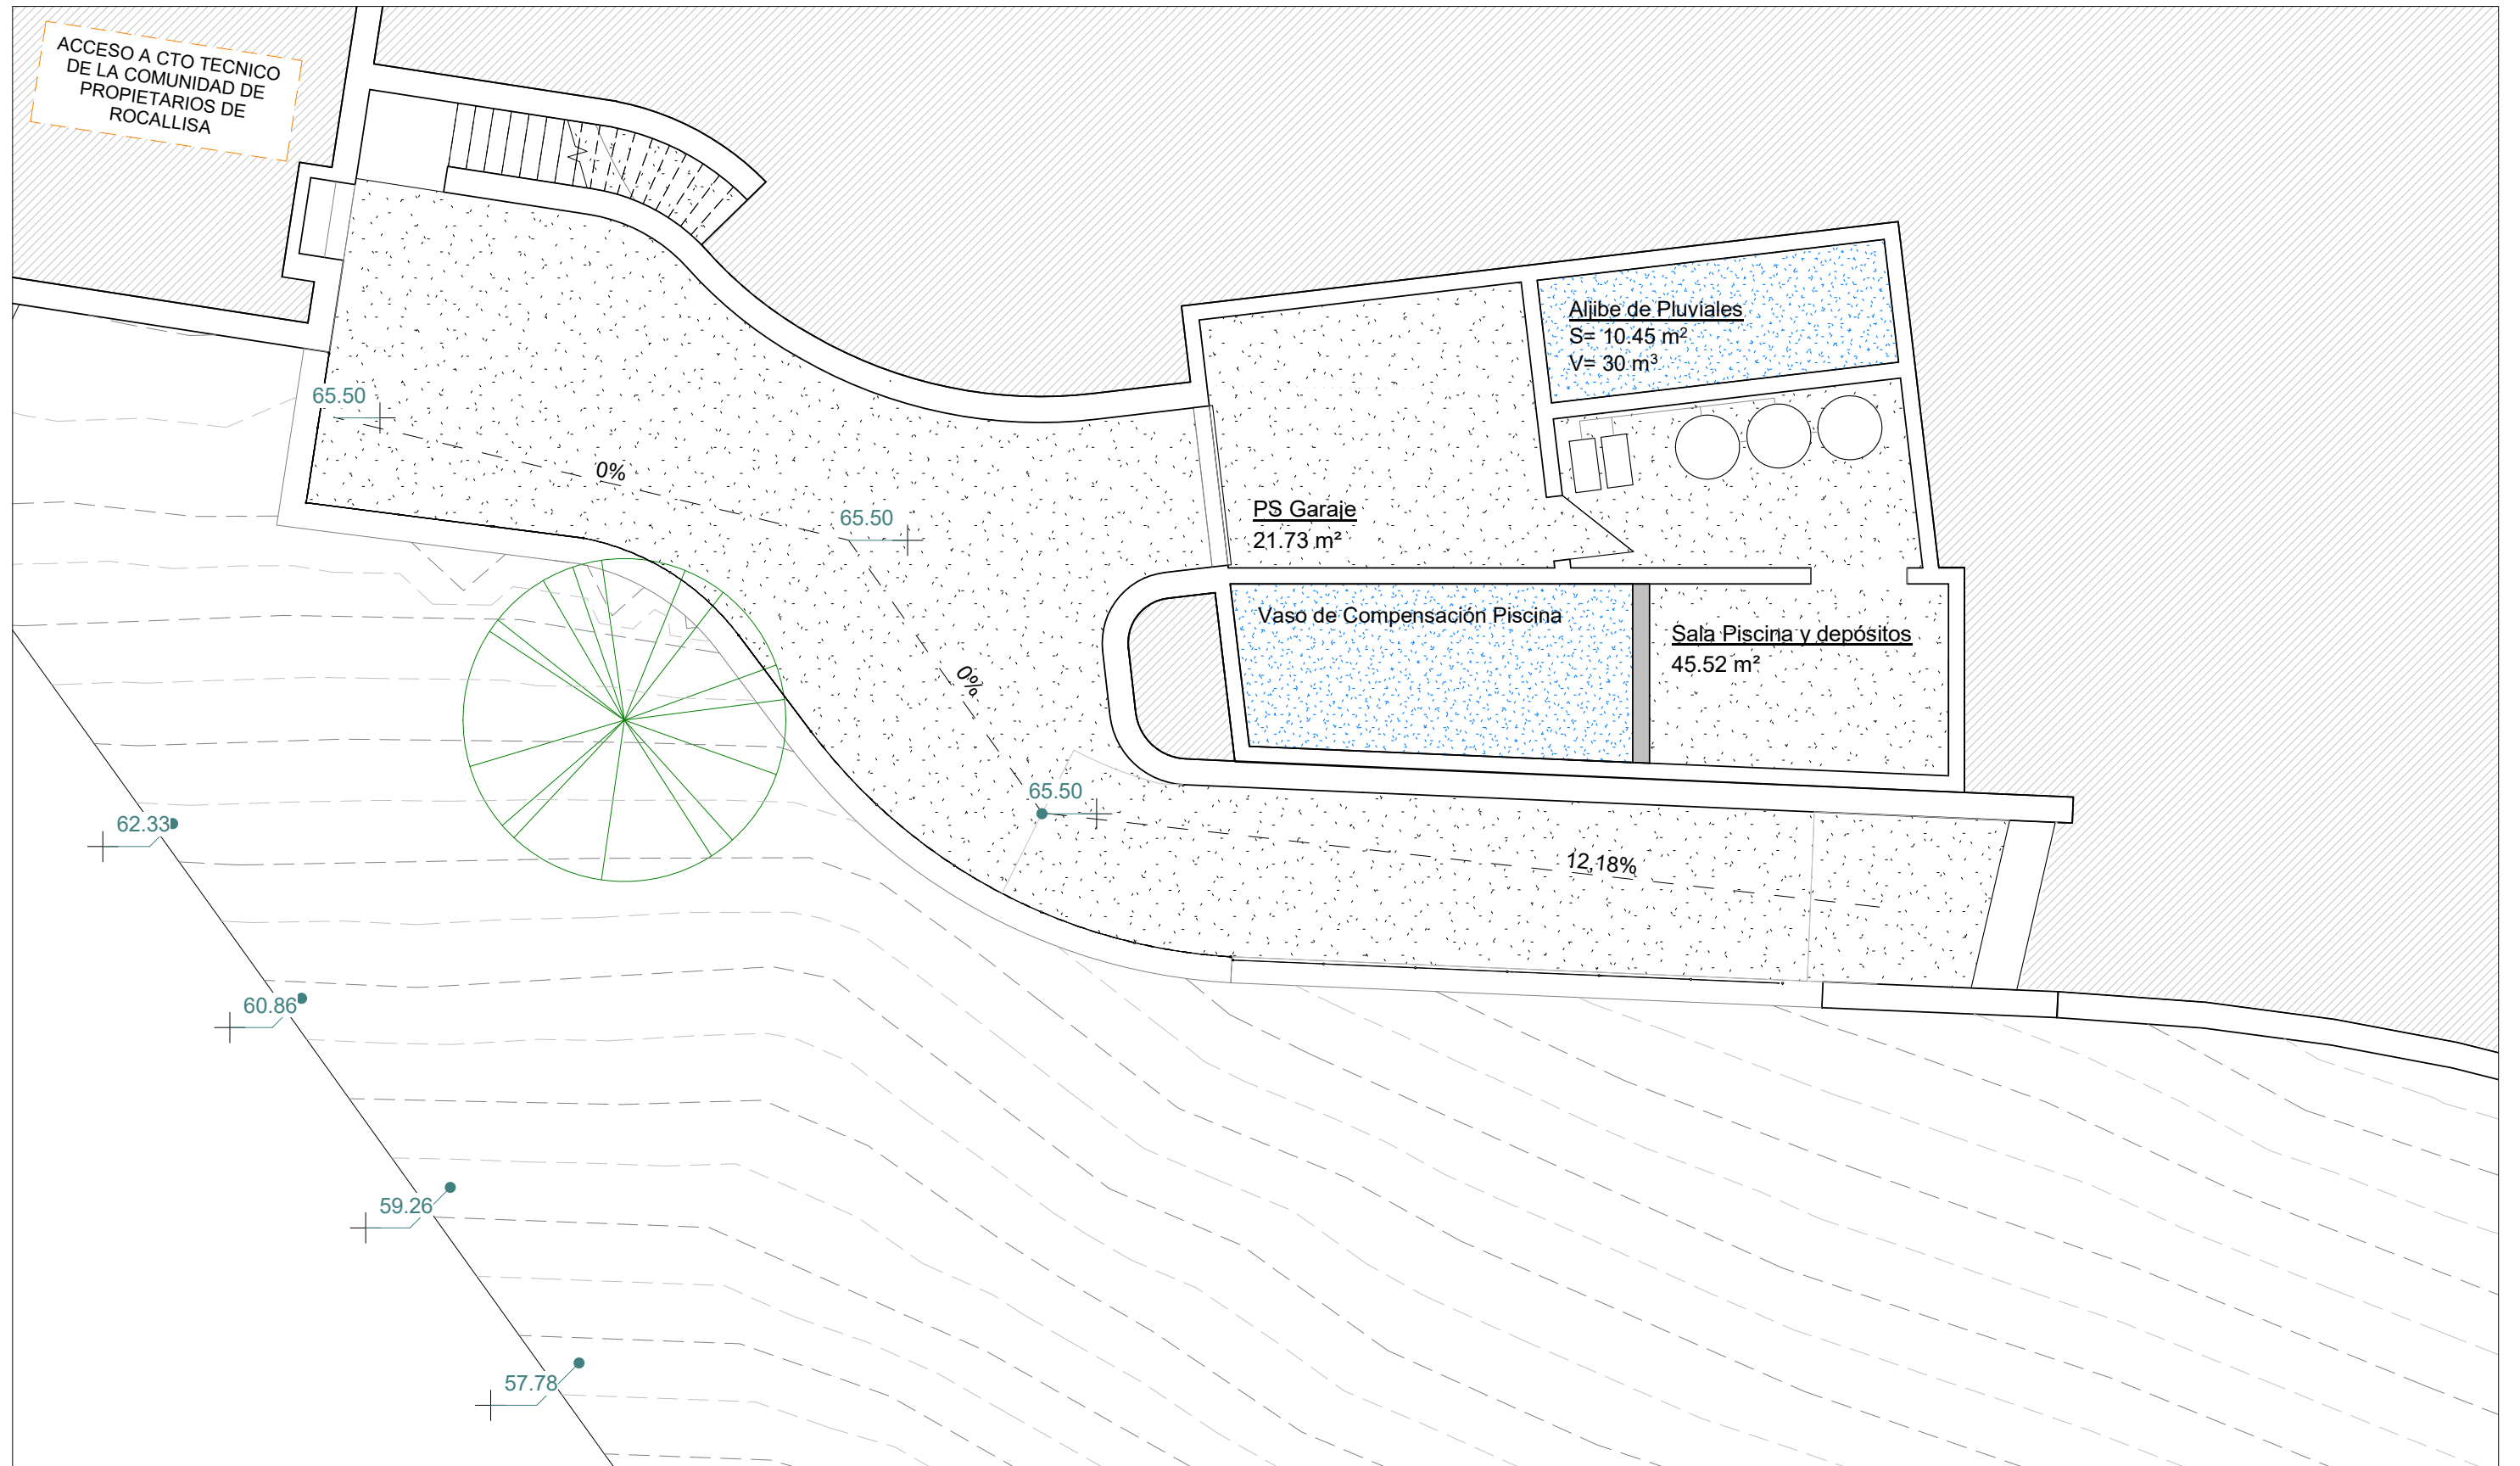 ACCESO A CTO TECNICO
DE LA COMUNIDAD DE
PROPIETARIOS DE
ROCALLISA
Aljibe de Pluviales
S= 10.45 m²
V= 30 m³
65.50
0%
65.50
PS Garaje
21.73 m²
Vaso de Compensación Piscina
Sala Piscina y depósitos
45.52 m²
0%
65.50
62.33
12,18%
60.86
59.26
57.78